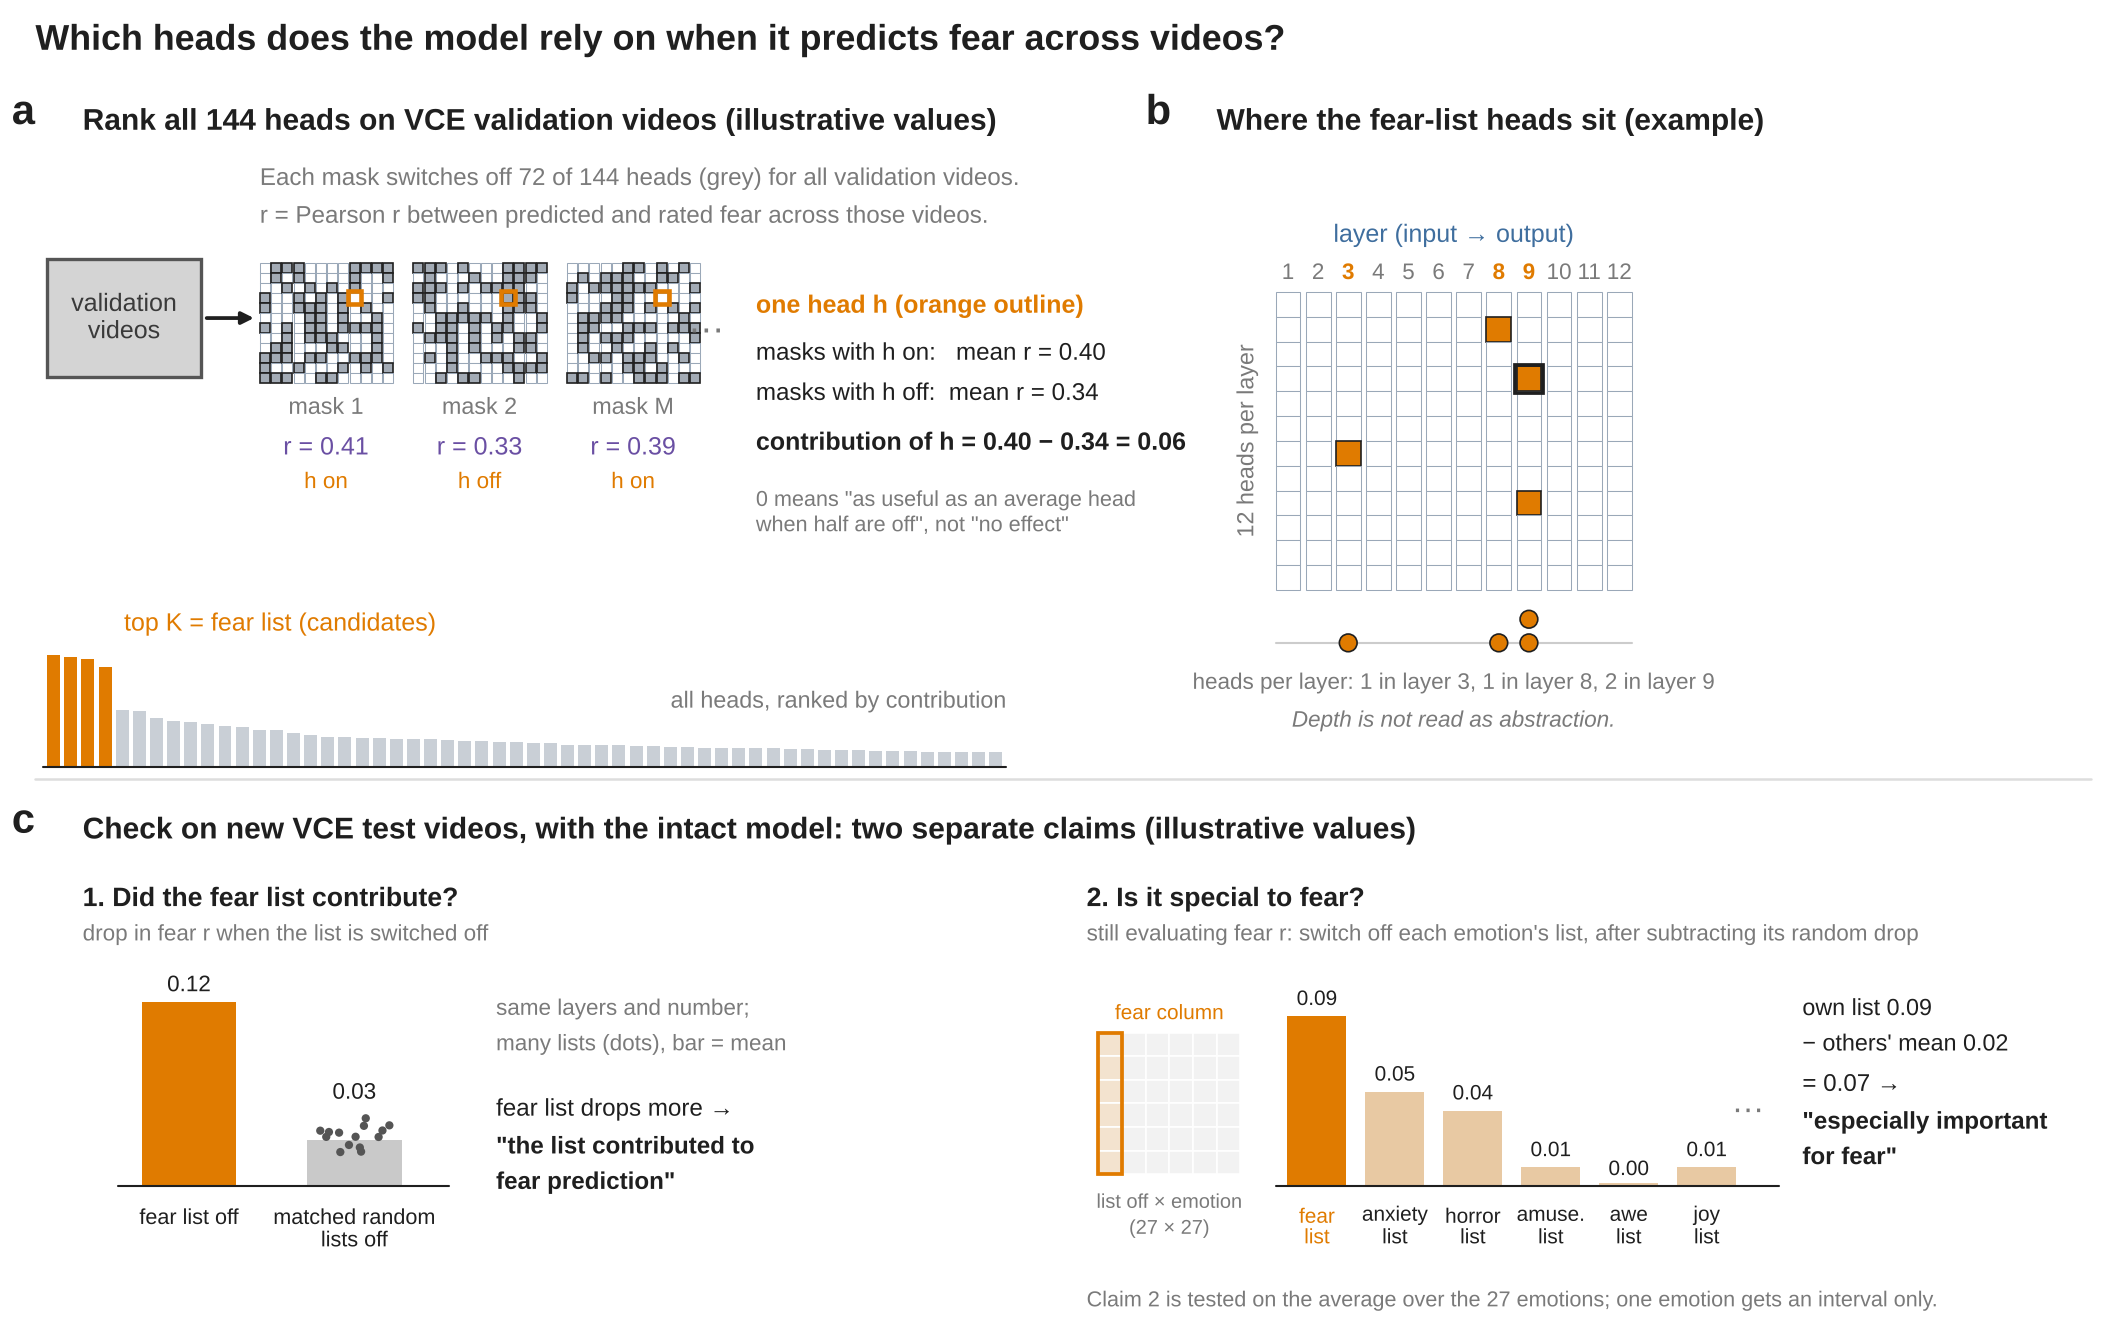 Which heads does the model rely on when it predicts fear across videos?
a
Rank all 144 heads on VCE validation videos (illustrative values)
Each mask switches off 72 of 144 heads (grey) for all validation videos.
r = Pearson r between predicted and rated fear across those videos.
validation
videos
...
mask 1
mask 2
mask M
r = 0.41
r = 0.33
r = 0.39
h on
h off
h on
one head h (orange outline)
masks with h on: mean r = 0.40
masks with h off: mean r = 0.34
contribution of h = 0.40 − 0.34 = 0.06
0 means "as useful as an average head
when half are off", not "no effect"
top K = fear list (candidates)
all heads, ranked by contribution
b
Where the fear-list heads sit (example)
layer (input → output)
1 2 3 4 5 6 7 8 9 10 11 12
12 heads per layer
heads per layer: 1 in layer 3, 1 in layer 8, 2 in layer 9
Depth is not read as abstraction.
c
Check on new VCE test videos, with the intact model: two separate claims (illustrative values)
1. Did the fear list contribute?
drop in fear r when the list is switched off
0.12
0.03
fear list off
matched random
lists off
same layers and number;
many lists (dots), bar = mean
fear list drops more →
"the list contributed to
fear prediction"
2. Is it special to fear?
still evaluating fear r: switch off each emotion's list, after subtracting its random drop
fear column
list off × emotion
(27 × 27)
0.09
0.05
0.04
0.01
0.00
0.01
...
fear
list
anxiety
list
horror
list
amuse.
list
awe
list
joy
list
own list 0.09
− others' mean 0.02
= 0.07 →
"especially important
for fear"
Claim 2 is tested on the average over the 27 emotions; one emotion gets an interval only.